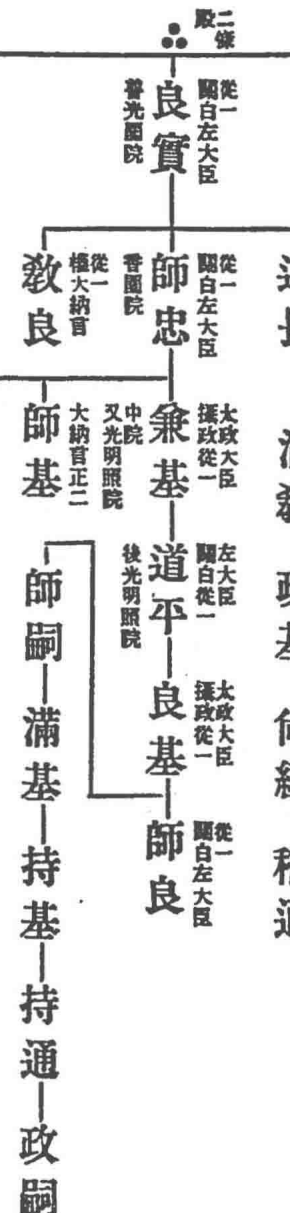 二條殿
良實
從一
關白左大臣
普光園院
師忠
從一
關白左大臣
香園院
教良
從一
權大納言
兼基
太政大臣
攝政從一
中院
又光明照院
師基
大納言正二
道平
左大臣
關白從一
後光明照院
良基
太政大臣
攝政從一
師良
從一
關白左大臣
師嗣
滿基
持基
持通
政嗣